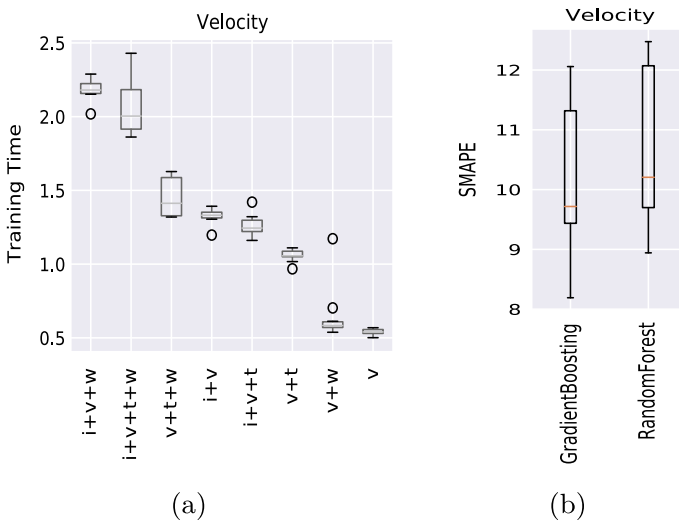 Velocity
Training Time
2.5
2.0
1.5
1.0
0.5
i+v+w
i+v+t+w
v+t+w
i+v
i+v+t
v+t
v+w
v
(a)
Velocity
SMAPE
12
11
10
9
8
GradientBoosting
RandomForest
(b)